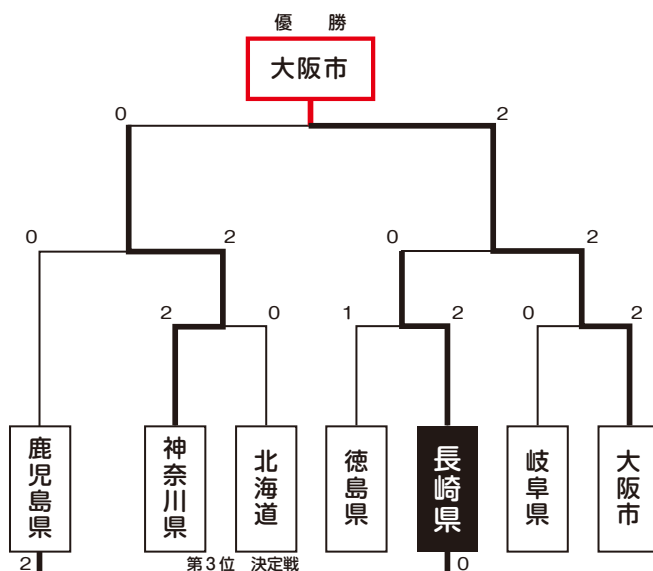 優　勝
大阪市
0 2
0 2 0 2
2 0 1 2 0 2
鹿児島県
神奈川県
北海道
徳島県
長崎県
岐阜県
大阪市
2 第3位　決定戦 0